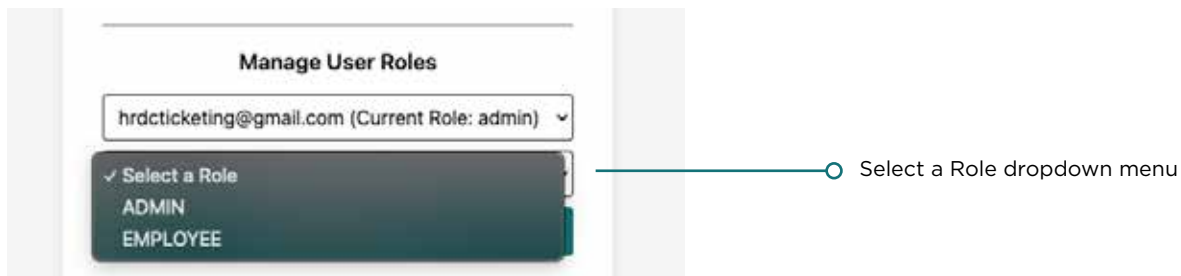 Manage User Roles
hrdcticketing@gmail.com (Current Role: admin)
✓ Select a Role
ADMIN
EMPLOYEE
Select a Role dropdown menu